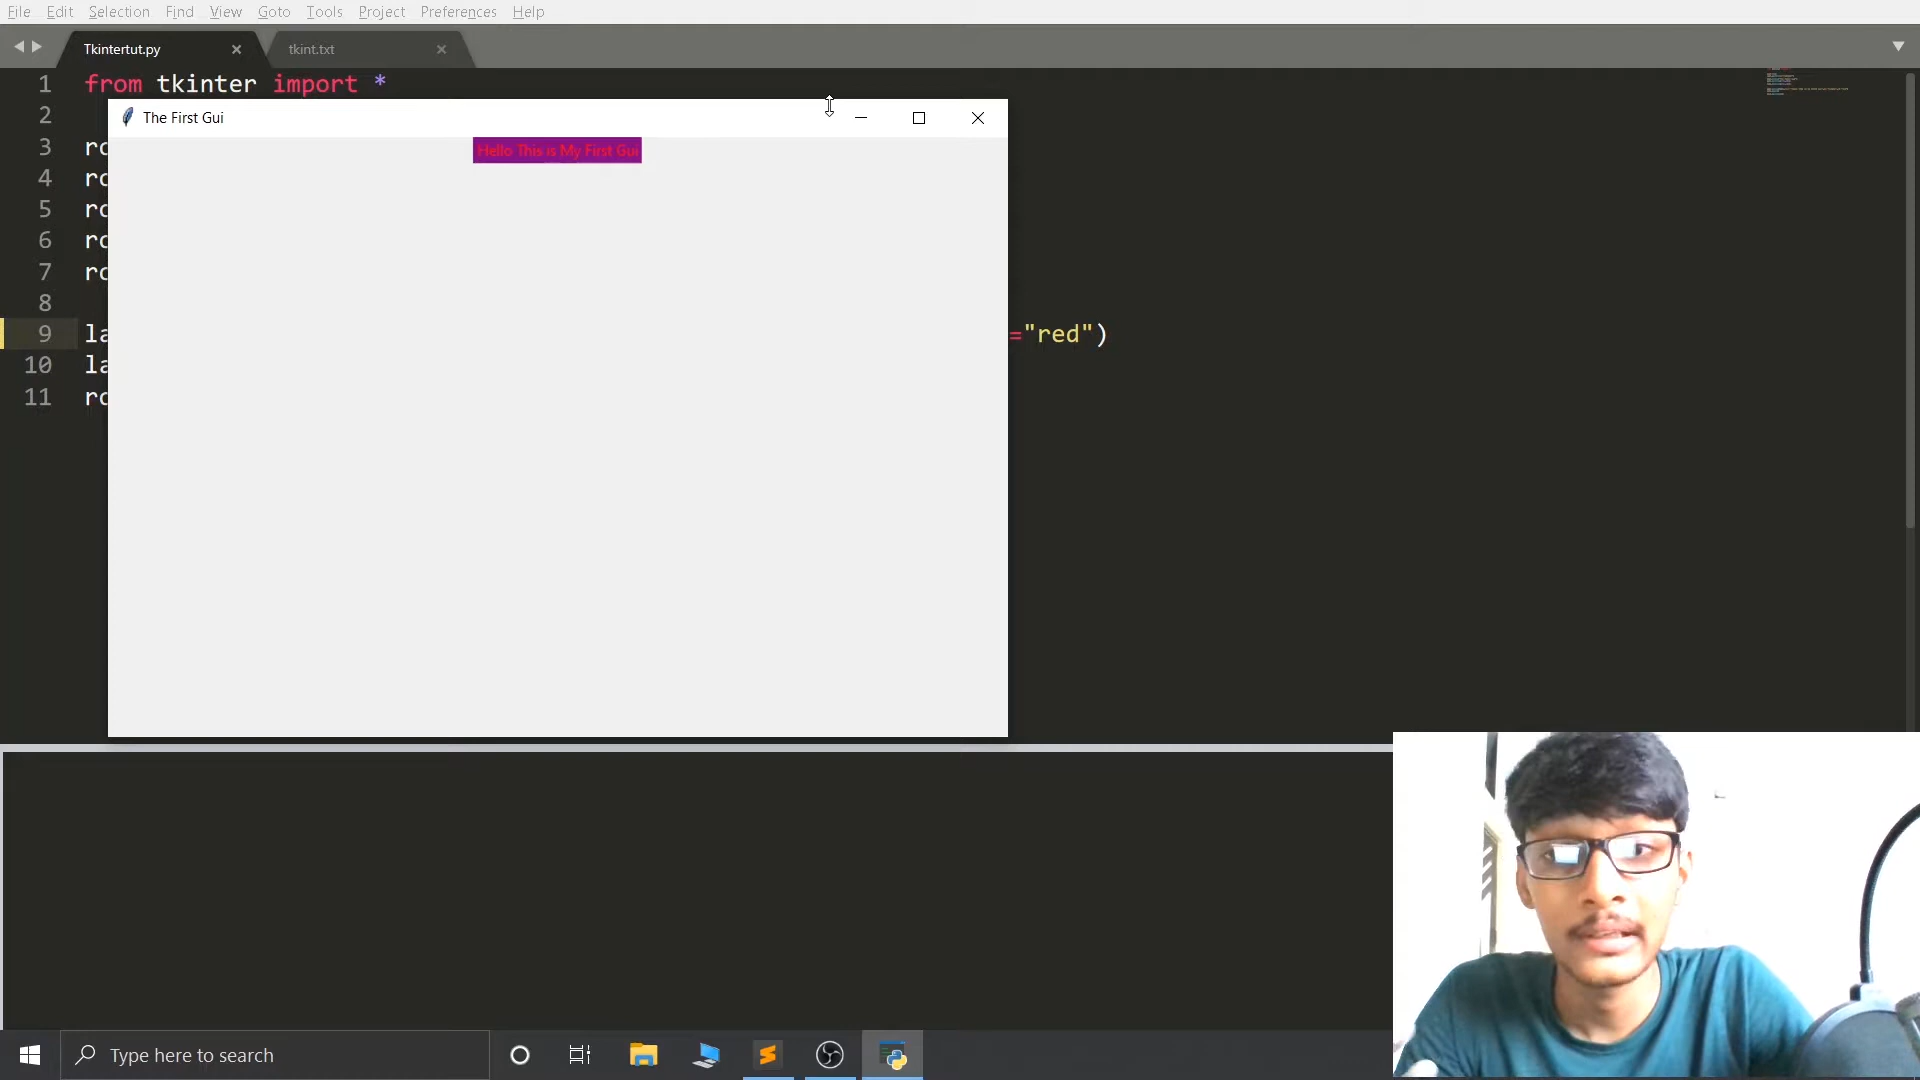 File Edit Selection Find View Goto Tools Project Preferences Help
Tkintertut.py tkint.txt
1 from tkinter import *
2
The First Gui
3 ro
Hello This is My First Gui
4 ro
5 ro
6 ro
7 ro
8
9 la ="red")
10 la
11 ro
Type here to search